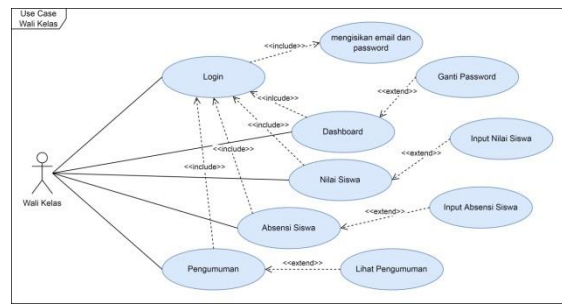 Use Case
Wali Kelas
<<include>>
mengisikan email dan
password
Login
<<inlcude>>
<<extend>>
Ganti Password
<<include>>
Dashboard
Input Nilai Siswa
<<include>>
<<extend>>
Nilai Siswa
Wali Kelas
Input Absensi Siswa
<<extend>>
Absensi Siswa
Pengumuman
<<extend>>
Lihat Pengumuman
<<include>>